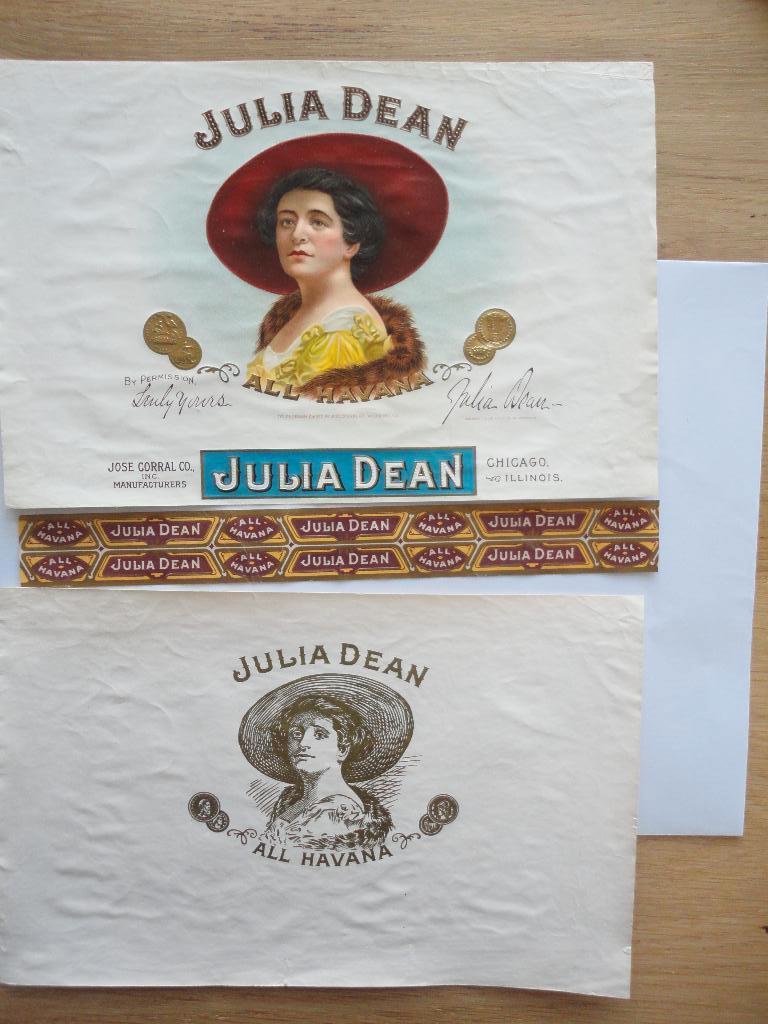 JULIA DEAN
ALL HAVANA
BY PERMISSION,
Truly yours
Julia Dean
JOSE CORRAL CO.,
INC.
MANUFACTURERS
JULIA DEAN
CHICAGO,
ILLINOIS.
ALL HAVANA JULIA DEAN ALL HAVANA JULIA DEAN ALL HAVANA JULIA DEAN ALL HAVANA
ALL HAVANA JULIA DEAN ALL HAVANA JULIA DEAN ALL HAVANA JULIA DEAN ALL HAVANA
JULIA DEAN
ALL HAVANA